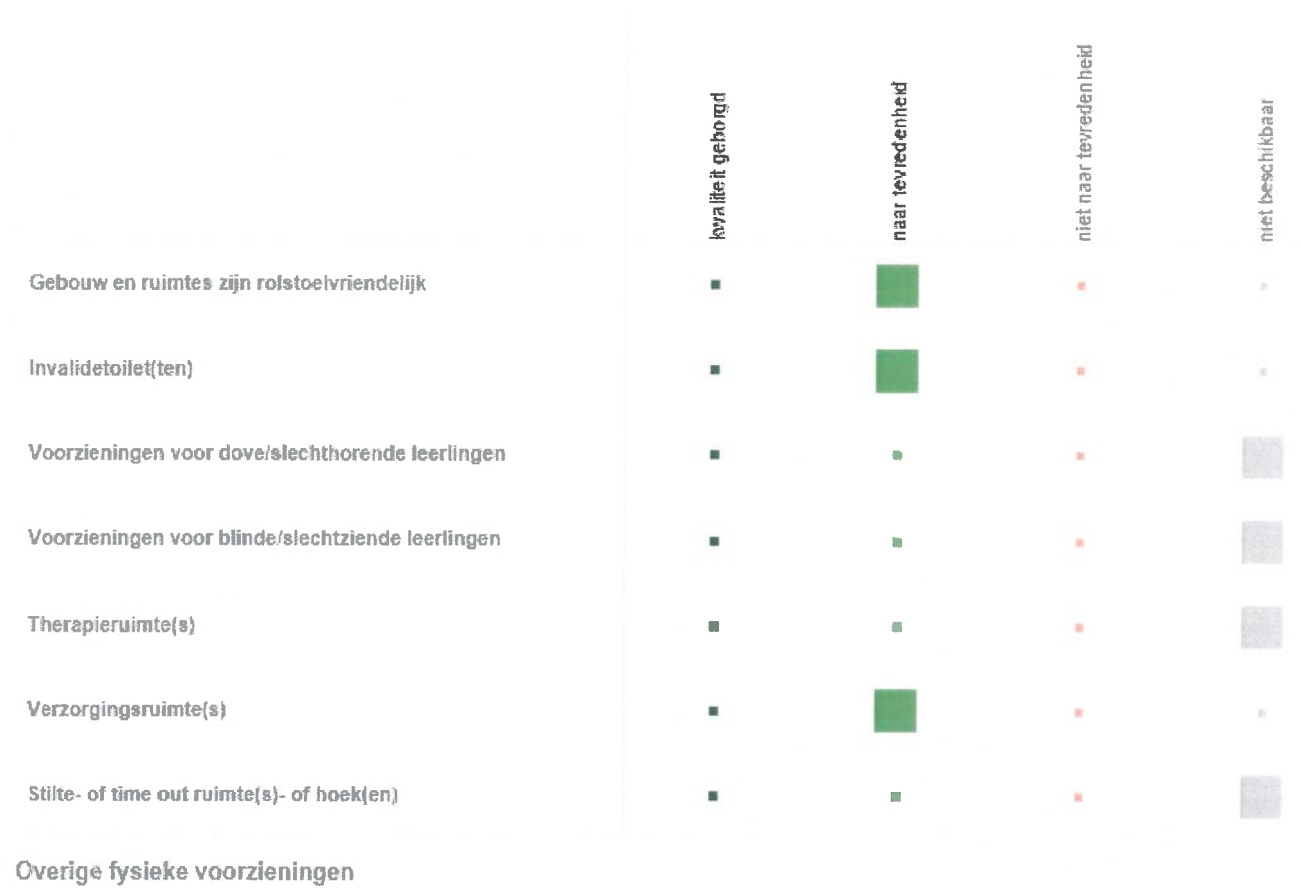 kwaliteit geborgd
naar tevredenheid
niet naar tevredenheid
niet beschikbaar
Gebouw en ruimtes zijn rolstoelvriendelijk
Invalidetoilet(ten)
Voorzieningen voor dove/slechthorende leerlingen
Voorzieningen voor blinde/slechtziende leerlingen
Therapieruimte(s)
Verzorgingsruimte(s)
Stilte- of time out ruimte(s)- of hoek(en)
Overige fysieke voorzieningen